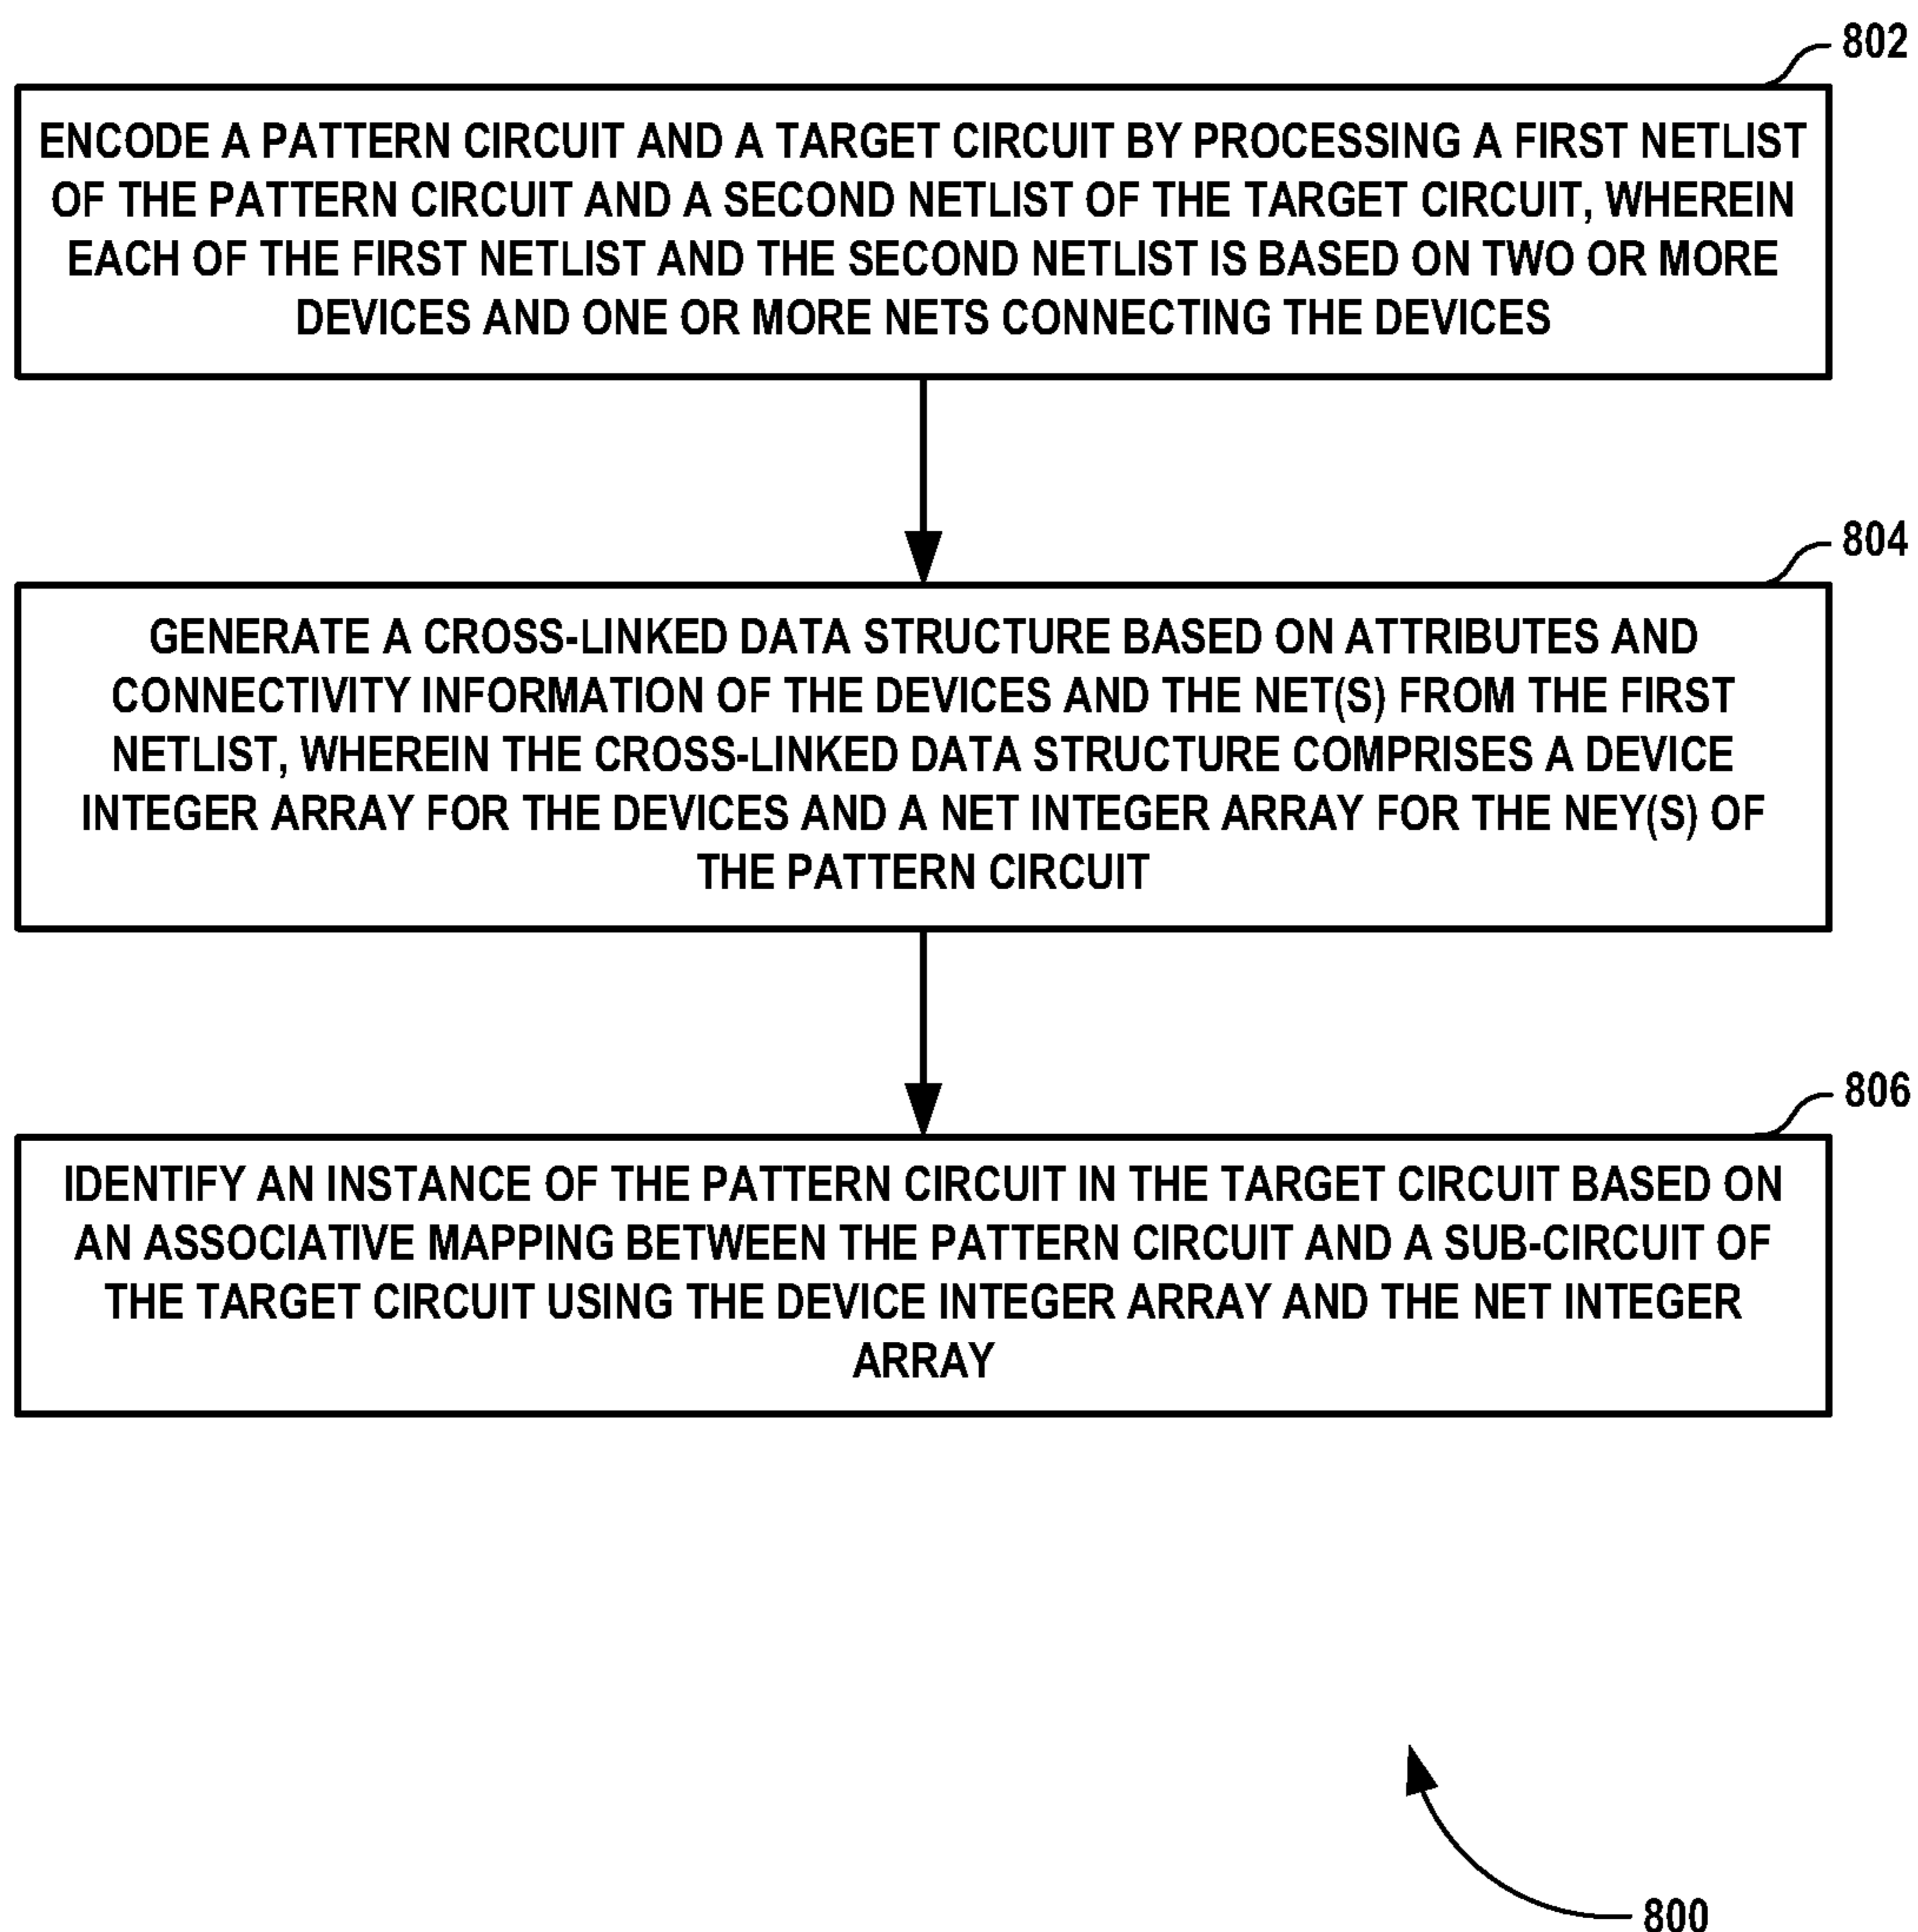 802
ENCODE A PATTERN CIRCUIT AND A TARGET CIRCUIT BY PROCESSING A FIRST NETLIST
OF THE PATTERN CIRCUIT AND A SECOND NETLIST OF THE TARGET CIRCUIT, WHEREIN
EACH OF THE FIRST NETLIST AND THE SECOND NETLIST IS BASED ON TWO OR MORE
DEVICES AND ONE OR MORE NETS CONNECTING THE DEVICES
804
GENERATE A CROSS-LINKED DATA STRUCTURE BASED ON ATTRIBUTES AND
CONNECTIVITY INFORMATION OF THE DEVICES AND THE NET(S) FROM THE FIRST
NETLIST, WHEREIN THE CROSS-LINKED DATA STRUCTURE COMPRISES A DEVICE
INTEGER ARRAY FOR THE DEVICES AND A NET INTEGER ARRAY FOR THE NEY(S) OF
THE PATTERN CIRCUIT
806
IDENTIFY AN INSTANCE OF THE PATTERN CIRCUIT IN THE TARGET CIRCUIT BASED ON
AN ASSOCIATIVE MAPPING BETWEEN THE PATTERN CIRCUIT AND A SUB-CIRCUIT OF
THE TARGET CIRCUIT USING THE DEVICE INTEGER ARRAY AND THE NET INTEGER
ARRAY
800